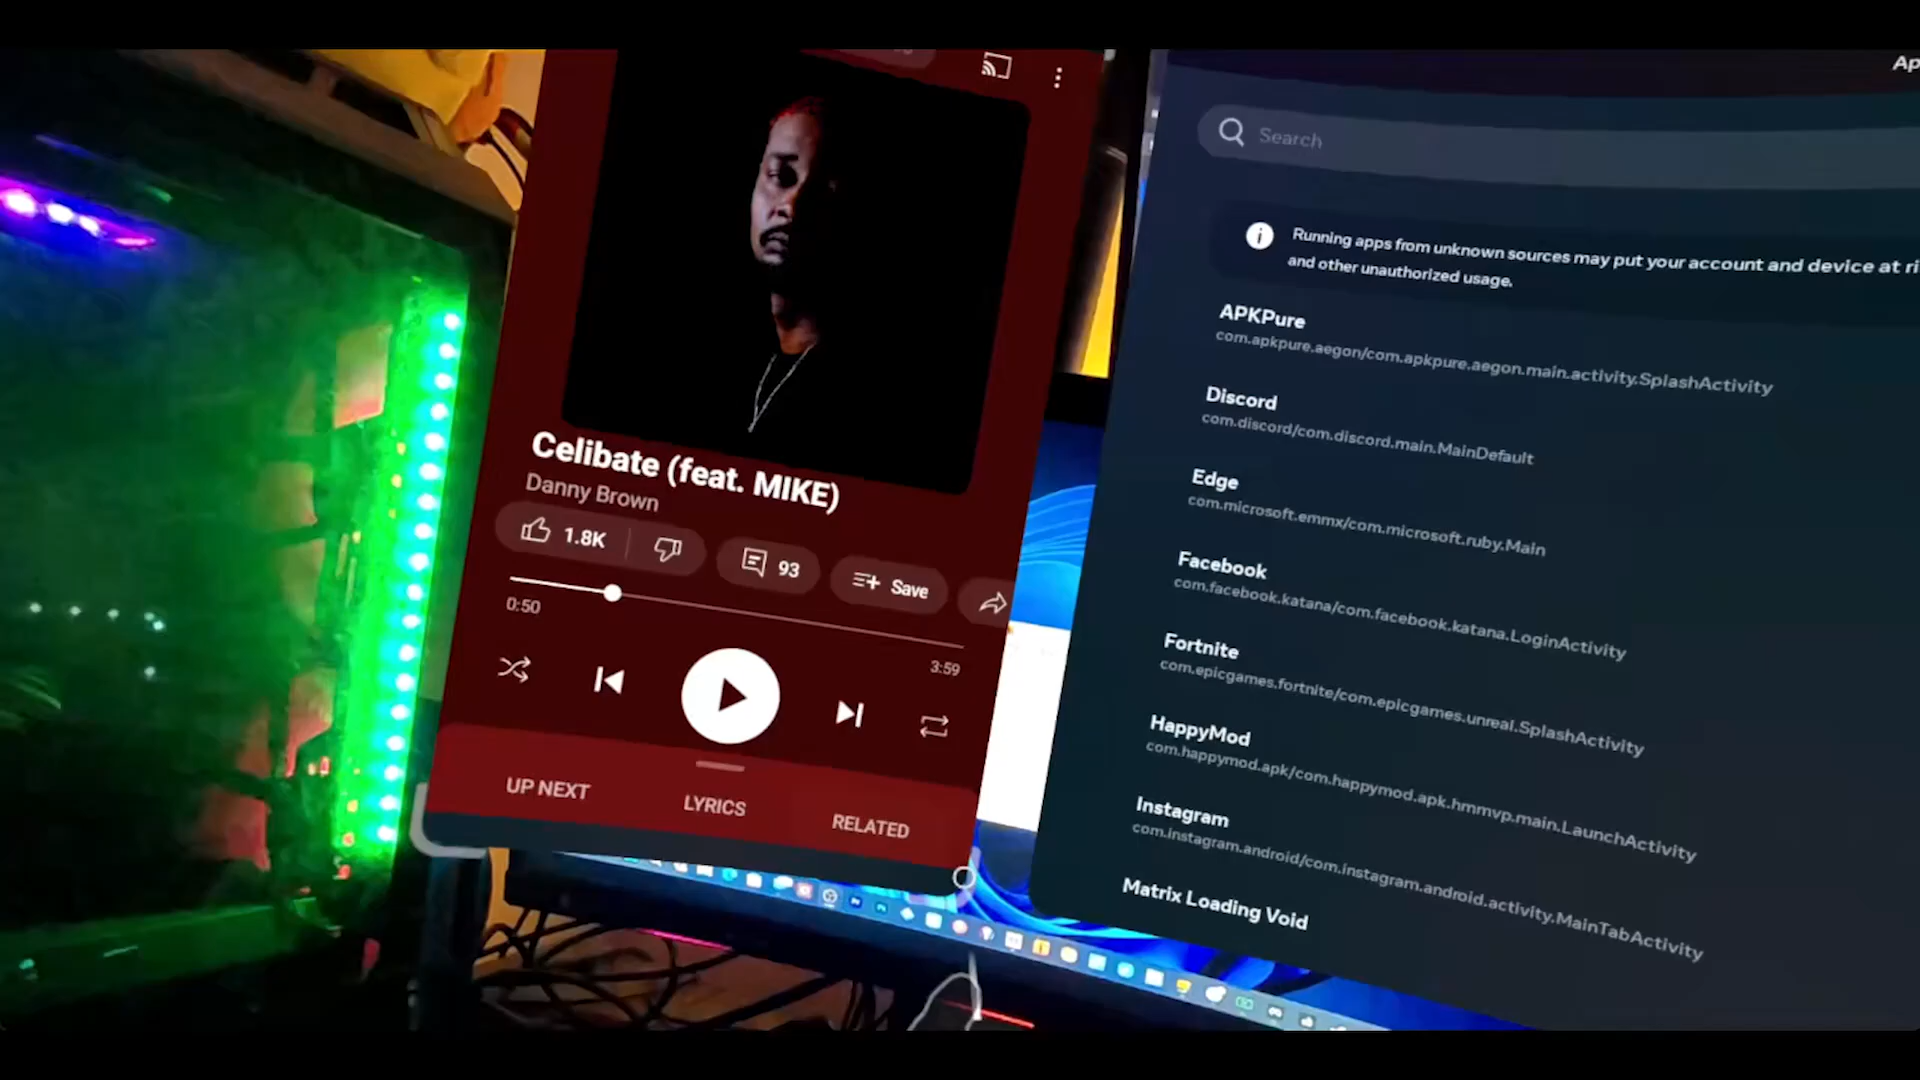 Celibate (feat. MIKE)
Danny Brown
1.8K
93
Save
0:50
3:59
UP NEXT
LYRICS
RELATED
Ap
Search
Running apps from unknown sources may put your account and device at ri
and other unauthorized usage.
APKPure
com.apkpure.aegon/com.apkpure.aegon.main.activity.SplashActivity
Discord
com.discord/com.discord.main.MainDefault
Edge
com.microsoft.emmx/com.microsoft.ruby.Main
Facebook
com.facebook.katana/com.facebook.katana.LoginActivity
Fortnite
com.epicgames.fortnite/com.epicgames.unreal.SplashActivity
HappyMod
com.happymod.apk/com.happymod.apk.hmmvp.main.LaunchActivity
Instagram
com.instagram.android/com.instagram.android.activity.MainTabActivity
Matrix Loading Void